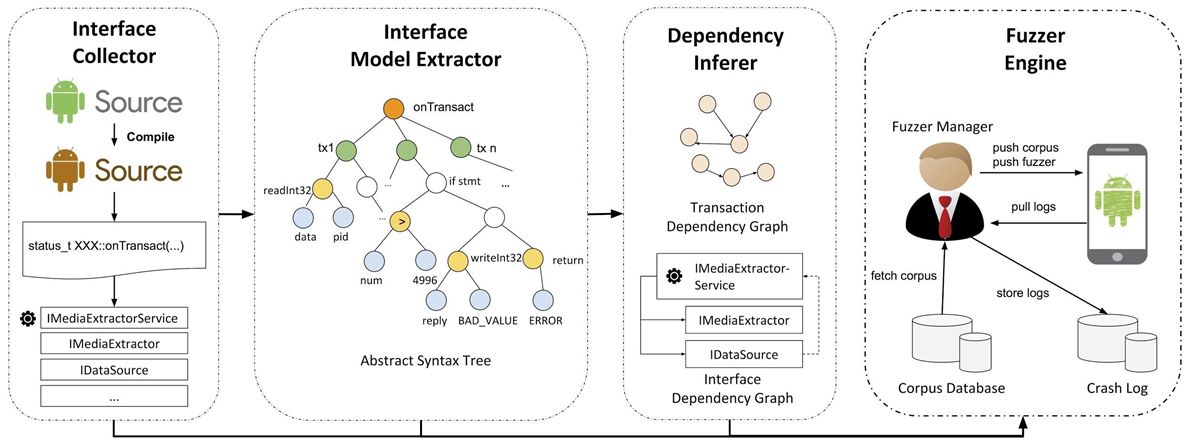 Interface
Collector
Source
Compile
Source
status_t XXX::onTransact(...)
IMediaExtractorService
IMediaExtractor
IDataSource
...
Interface
Model Extractor
onTransact
tx1
tx n
readInt32
...
if stmt
...
data
pid
...
>
num
4996
writeInt32
return
reply
BAD_VALUE
ERROR
Abstract Syntax Tree
Dependency
Inferer
Transaction
Dependency Graph
IMediaExtractor-
Service
IMediaExtractor
IDataSource
Interface
Dependency Graph
Fuzzer
Engine
Fuzzer Manager
push corpus
push fuzzer
pull logs
fetch corpus
store logs
Corpus Database
Crash Log